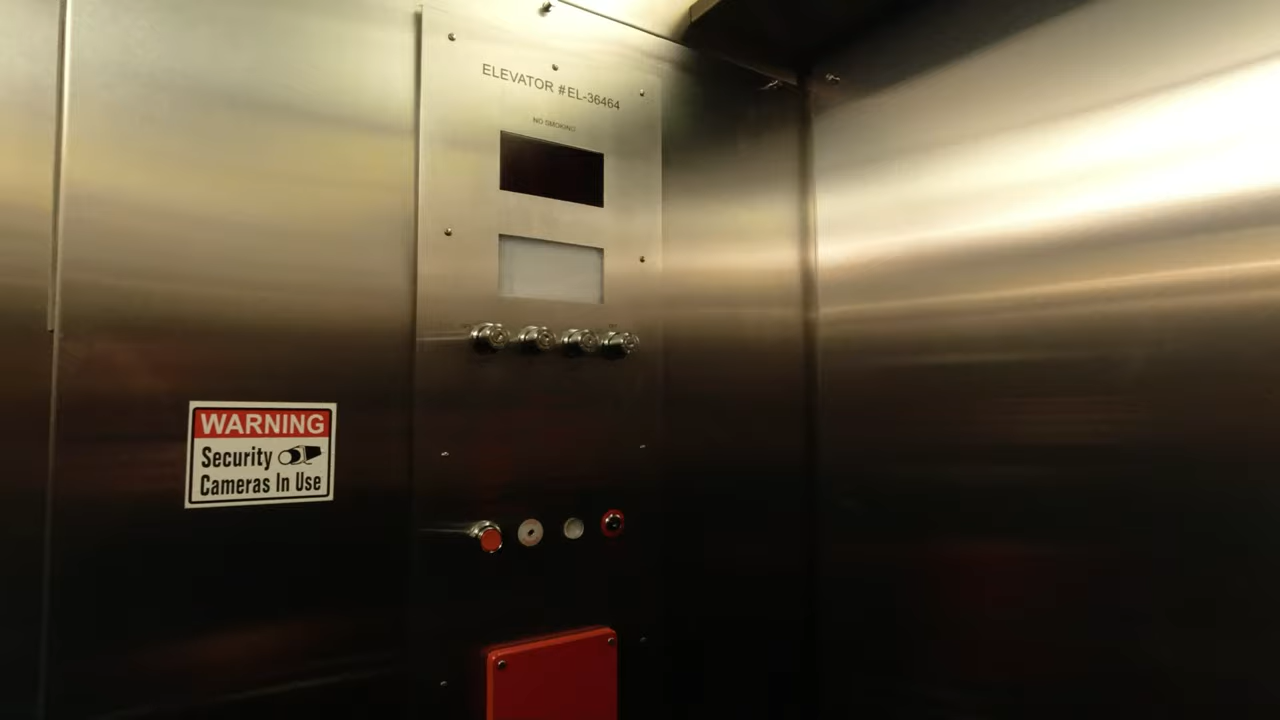 ELEVATOR #EL-36464
NO SMOKING
WARNING
Security
Cameras In Use